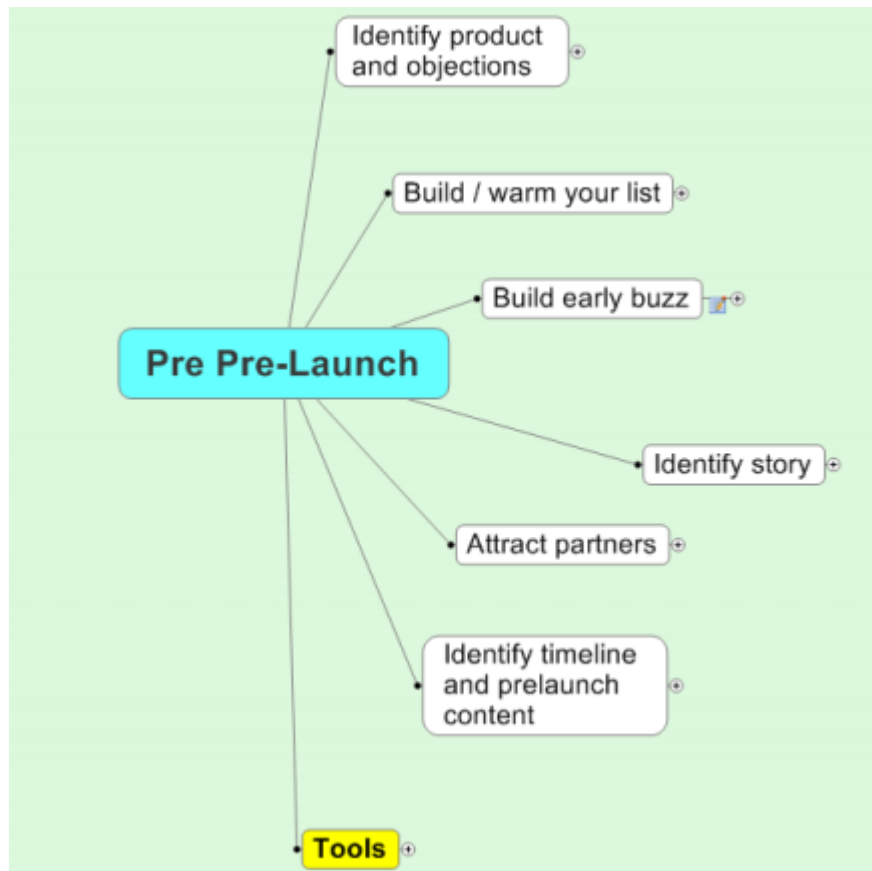 Identify product
and objections
Build / warm your list
Build early buzz
Pre Pre-Launch
Identify story
Attract partners
Identify timeline
and prelaunch
content
Tools